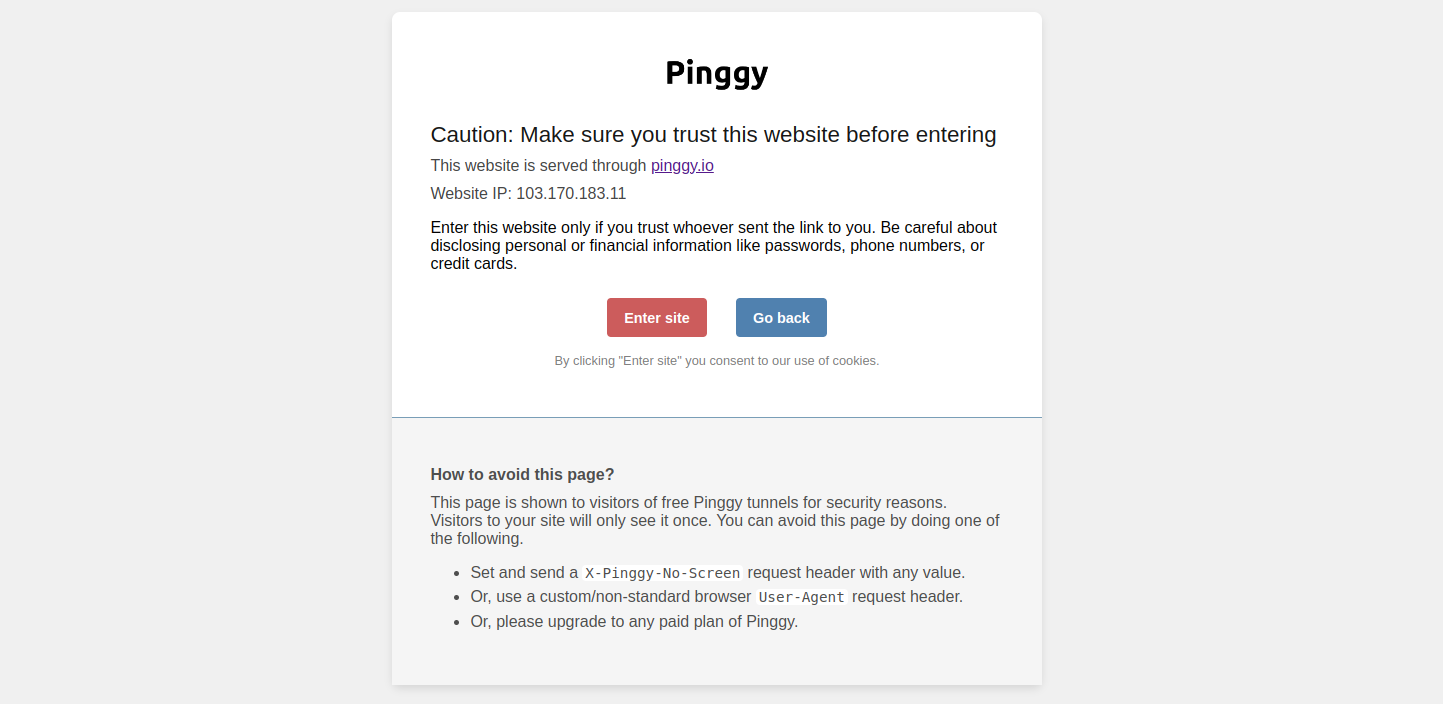 Pinggy
Caution: Make sure you trust this website before entering
This website is served through pinggy.io
Website IP: 103.170.183.11
Enter this website only if you trust whoever sent the link to you. Be careful about
disclosing personal or financial information like passwords, phone numbers, or
credit cards.
Enter site
Go back
By clicking "Enter site" you consent to our use of cookies.
How to avoid this page?
This page is shown to visitors of free Pinggy tunnels for security reasons.
Visitors to your site will only see it once. You can avoid this page by doing one of
the following.
• Set and send a X-Pinggy-No-Screen request header with any value.
• Or, use a custom/non-standard browser User-Agent request header.
• Or, please upgrade to any paid plan of Pinggy.